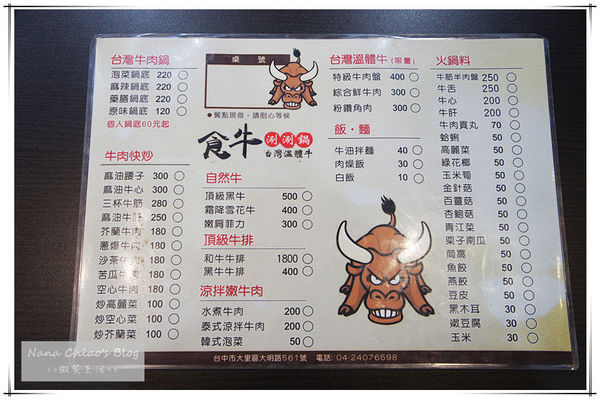 台灣牛肉鍋
泡菜鍋底 220
麻辣鍋底 220
藥膳鍋底 220
原味鍋底 120
個人鍋底60元起
牛肉快炒
麻油腰子 300
麻油牛心 300
三杯牛筋 280
麻油牛肝 250
芥蘭牛肉 180
蔥爆牛肉 180
沙茶牛肉 180
苦瓜牛肉 180
空心牛肉 180
炒高麗菜 100
炒空心菜 100
炒芥蘭菜 100
桌號
●餐點現做,請耐心等候
食牛 涮涮鍋
台灣溫體牛
自然牛
頂級黑牛 500
霜降雪花牛 400
嫩肩菲力 300
頂級牛排
和牛牛排 1800
黑牛牛排 400
涼拌嫩牛肉
水煮牛肉 200
泰式涼拌牛肉 200
韓式泡菜 50
台灣溫體牛(限量)
特級牛肉盤 400
綜合鮮牛肉 300
粉鑽角肉 300
飯・麵
牛油拌麵 40
肉燥飯 30
白飯 10
火鍋料
牛筋半肉盤 250
牛舌 250
牛心 200
牛肝 200
牛肉貢丸 70
蛤蜊 50
高麗菜 50
綠花椰 50
玉米筍 50
金針菇 50
百靈菇 50
杏鮑菇 50
青江菜 50
栗子南瓜 50
茼蒿 50
魚餃 50
燕餃 50
豆皮 50
黑木耳 30
嫩豆腐 30
玉米 30
台中市大里區大明路561號 電話: 04-24076598
Nana Chiao's Blog
>>微笑生活<<